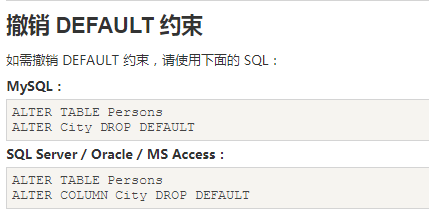 撤销 DEFAULT 约束
如需撤销 DEFAULT 约束，请使用下面的 SQL：
MySQL：
ALTER TABLE Persons
ALTER City DROP DEFAULT
SQL Server / Oracle / MS Access：
ALTER TABLE Persons
ALTER COLUMN City DROP DEFAULT